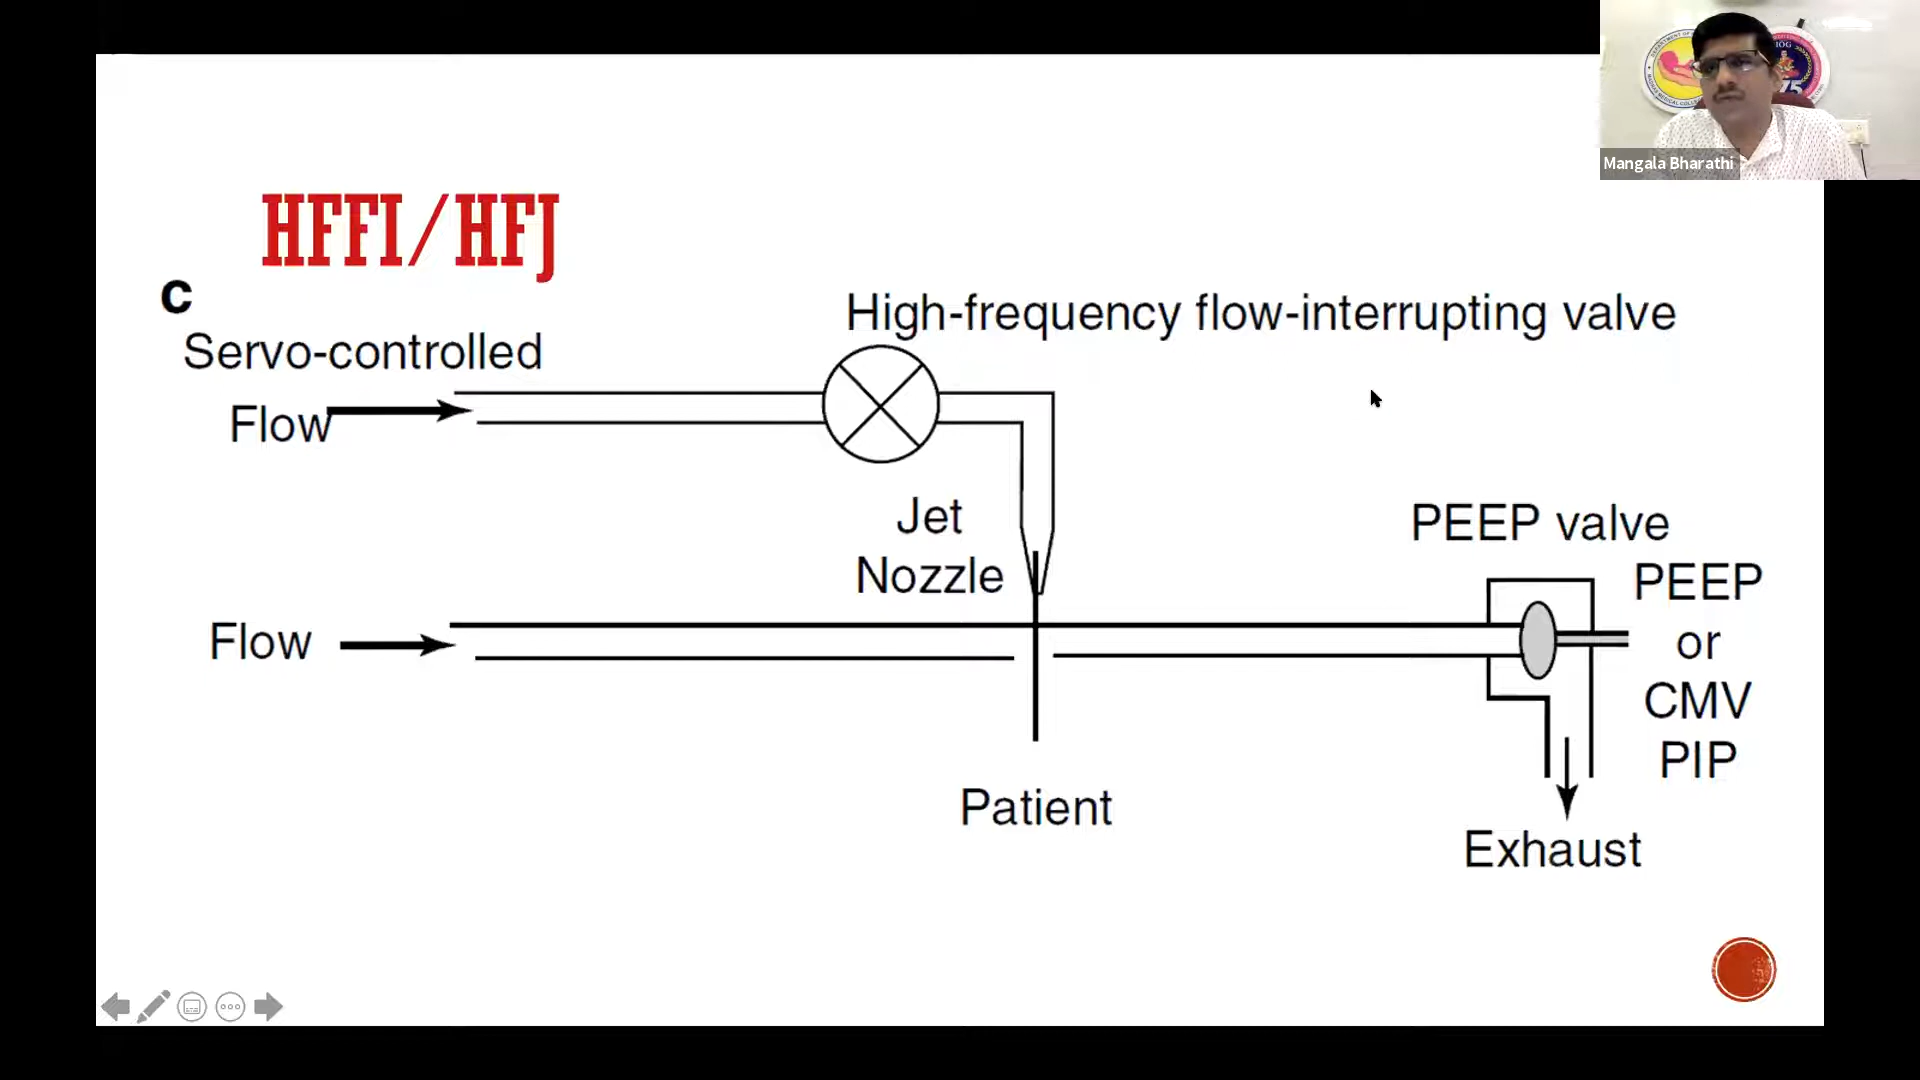 Mangala Bharathi
HFFI/HFJ
c
Servo-controlled
Flow
High-frequency flow-interrupting valve
Jet
Nozzle
Flow
PEEP valve
PEEP
or
CMV
PIP
Patient
Exhaust